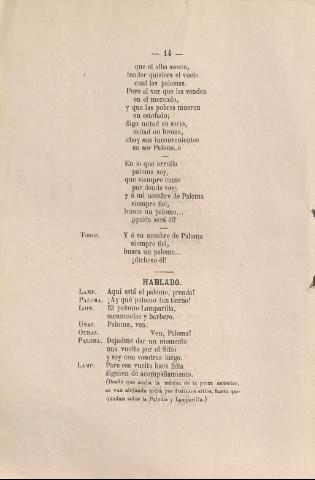 — 14 —
que el alba asoma,
tender quisiera el vuelo
cual las palomas.
Pero al ver que las venden
en el mercado,
y que las pobres mueren
en estofado;
digo mitad en serio,
mitad en broma,
«hay sus inconvenientes
en ser Paloma.»
En lo que arrullo
paloma soy,
que siempre canto
por donde voy;
y á mi nombre de Paloma
siempre fiel,
busco un palomo...
¿quién será él?
TODOS. Y á su nombre de Paloma
siempre fiel,
busca un palomo...
¡dichoso él!
HABLADO.
LAMP. Aquí está el palomo, prenda!
PALOMA. ¡Ay qué palomo tan tierno!
LOPE. El palomo Lamparilla,
sacamuelas y barbero.
UNAS. Paloma, ven.
OTRAS. Ven, Paloma!
PALOMA. Dejadme dar un momento
una vuelta por el Sitio
y soy con vosotras luégo.
LAMP. Para esa vuelta hace falta
álguien de acompañamiento.
(Desde que acaba la música de la pieza anterior,
se van alejando todos por distintos sitios, hasta que
quedan solos la Paloma y Lamparilla.)